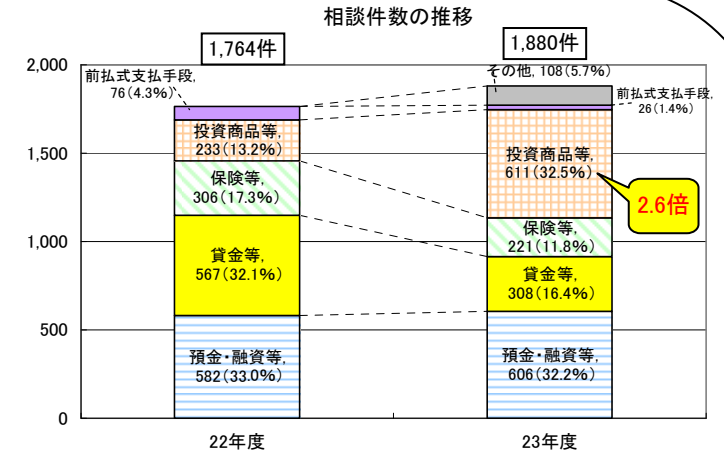 相談件数の推移
1,764件
1,880件
2,000
1,500
1,000
500
0
前払式支払手段,
76(4.3%)
投資商品等,
233(13.2%)
保険等,
306(17.3%)
貸金等,
567(32.1%)
預金・融資等,
582(33.0%)
その他, 108(5.7%)
前払式支払手段,
26(1.4%)
投資商品等,
611(32.5%)
2.6倍
保険等,
221(11.8%)
貸金等,
308(16.4%)
預金・融資等,
606(32.2%)
22年度
23年度